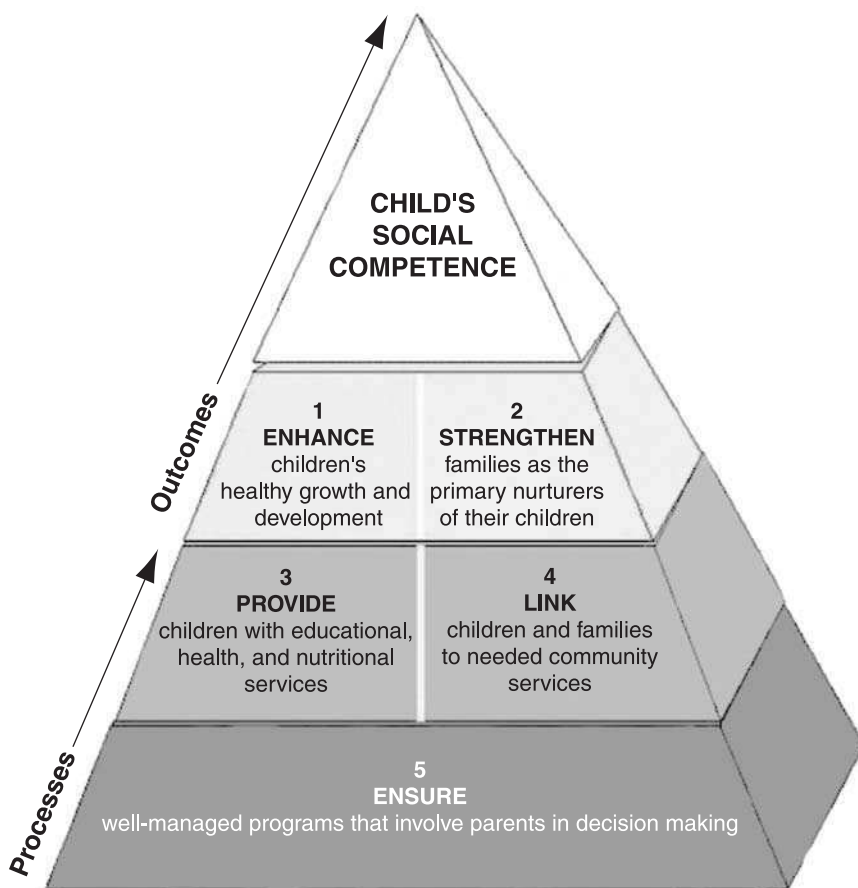 CHILD'S
SOCIAL
COMPETENCE
Outcomes
1
ENHANCE
children's
healthy growth and
development
2
STRENGTHEN
families as the
primary nurturers
of their children
Processes
3
PROVIDE
children with educational,
health, and nutritional
services
4
LINK
children and families
to needed community
services
5
ENSURE
well-managed programs that involve parents in decision making